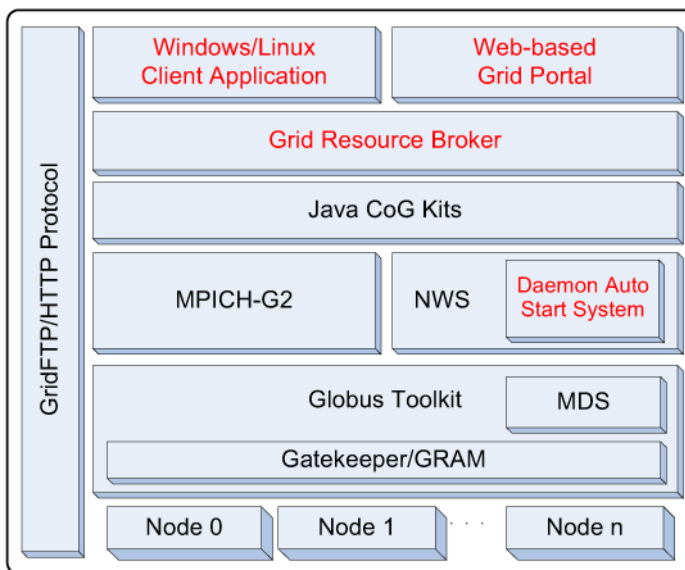 GridFTP/HTTP Protocol
Windows/Linux
Client Application
Web-based
Grid Portal
Grid Resource Broker
Java CoG Kits
MPICH-G2
NWS
Daemon Auto
Start System
Globus Toolkit
MDS
Gatekeeper/GRAM
Node 0
Node 1
. . .
Node n